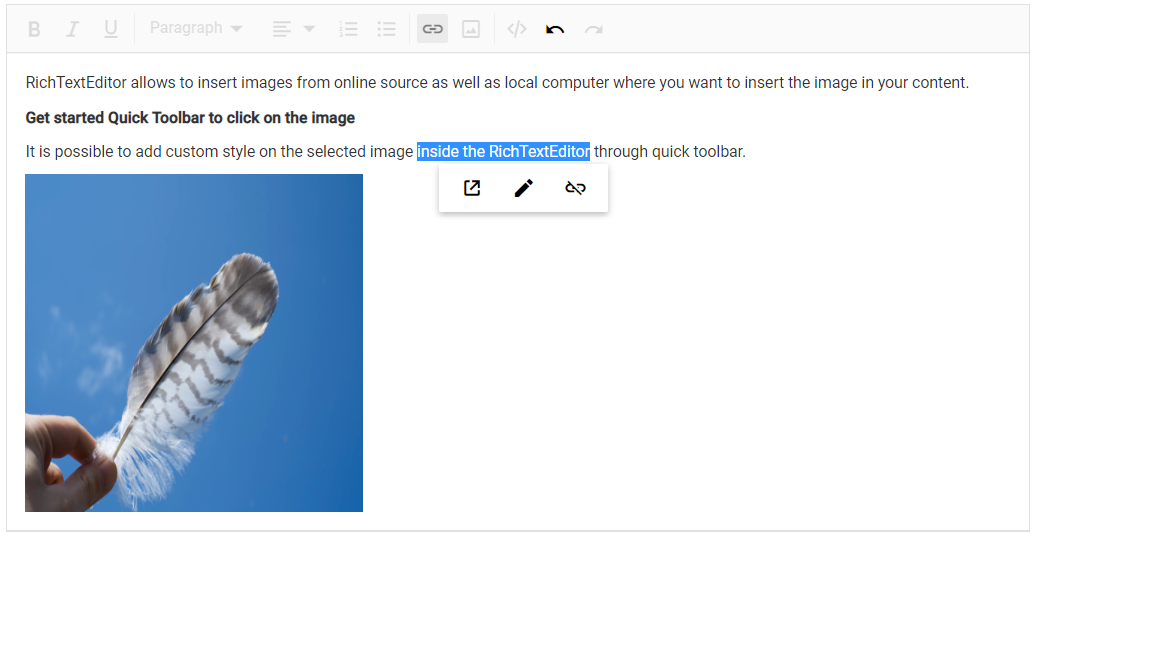 B I U Paragraph
RichTextEditor allows to insert images from online source as well as local computer where you want to insert the image in your content.
Get started Quick Toolbar to click on the image
It is possible to add custom style on the selected image inside the RichTextEditor through quick toolbar.